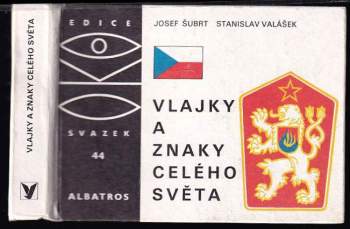 VLAJKY A ZNAKY CELÉHO SVĚTA
EDICE
SVAZEK
44
ALBATROS
JOSEF ŠUBRT STANISLAV VALÁŠEK
VLAJKY
A
ZNAKY
CELÉHO
SVĚTA